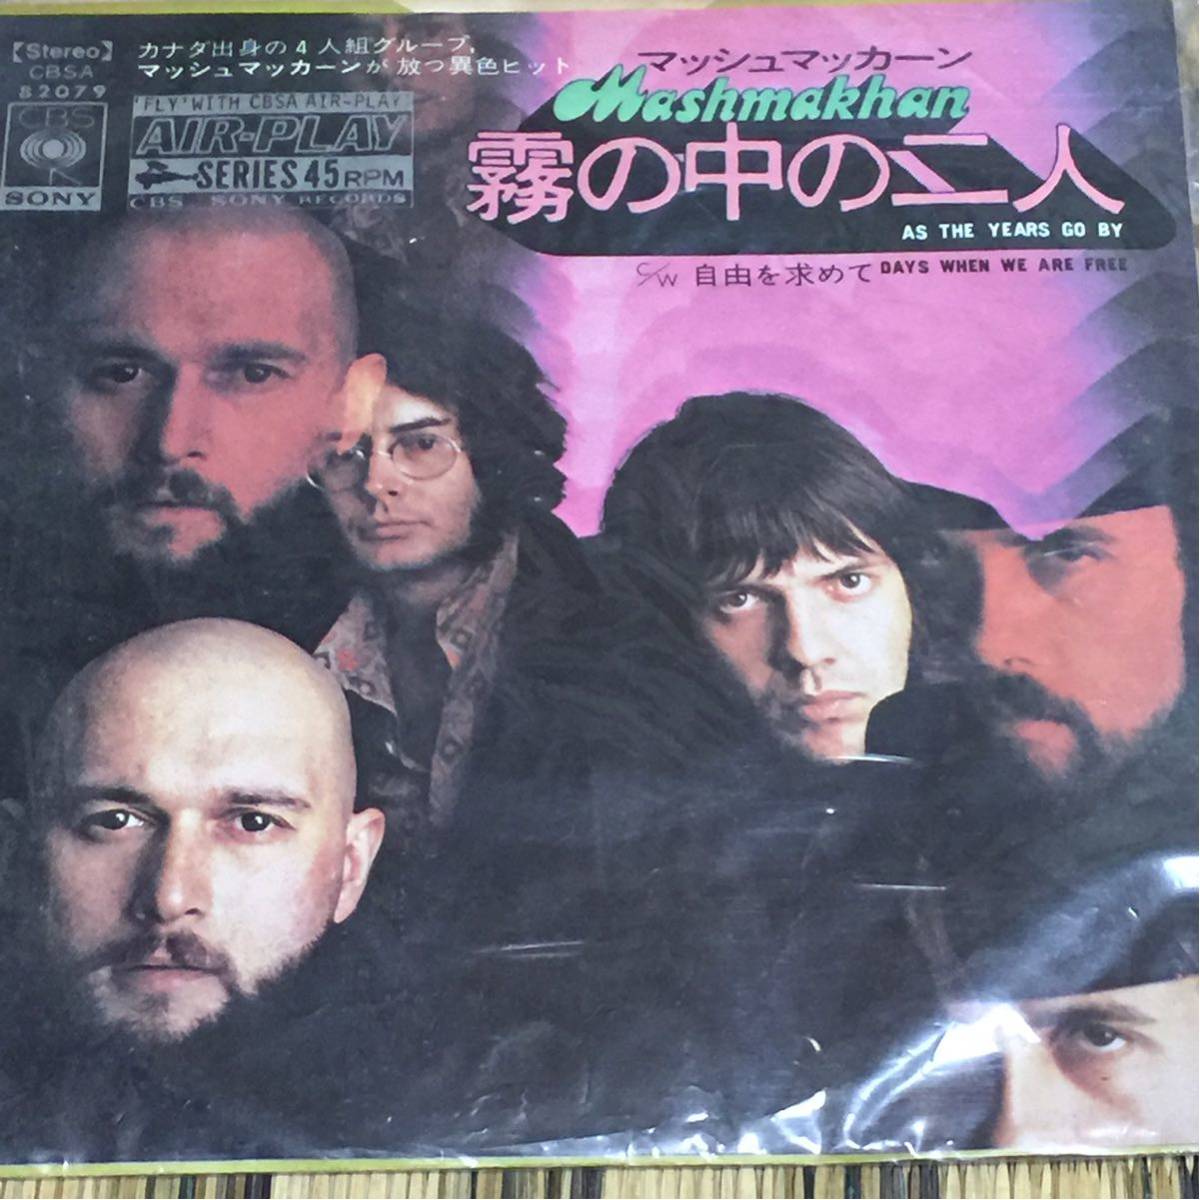 【Stereo】
CBSA
82079
CBS
SONY
カナダ出身の4人組グループ,
マッシュマッカーンが放つ異色ヒット
'FLY' WITH CBSA AIR-PLAY
AIR-PLAY
SERIES 45 RPM
CBS SONY RECORDS
マッシュマッカーン
Mashmakhan
霧の中の二人
AS THE YEARS GO BY
c/w 自由を求めて DAYS WHEN WE ARE FREE